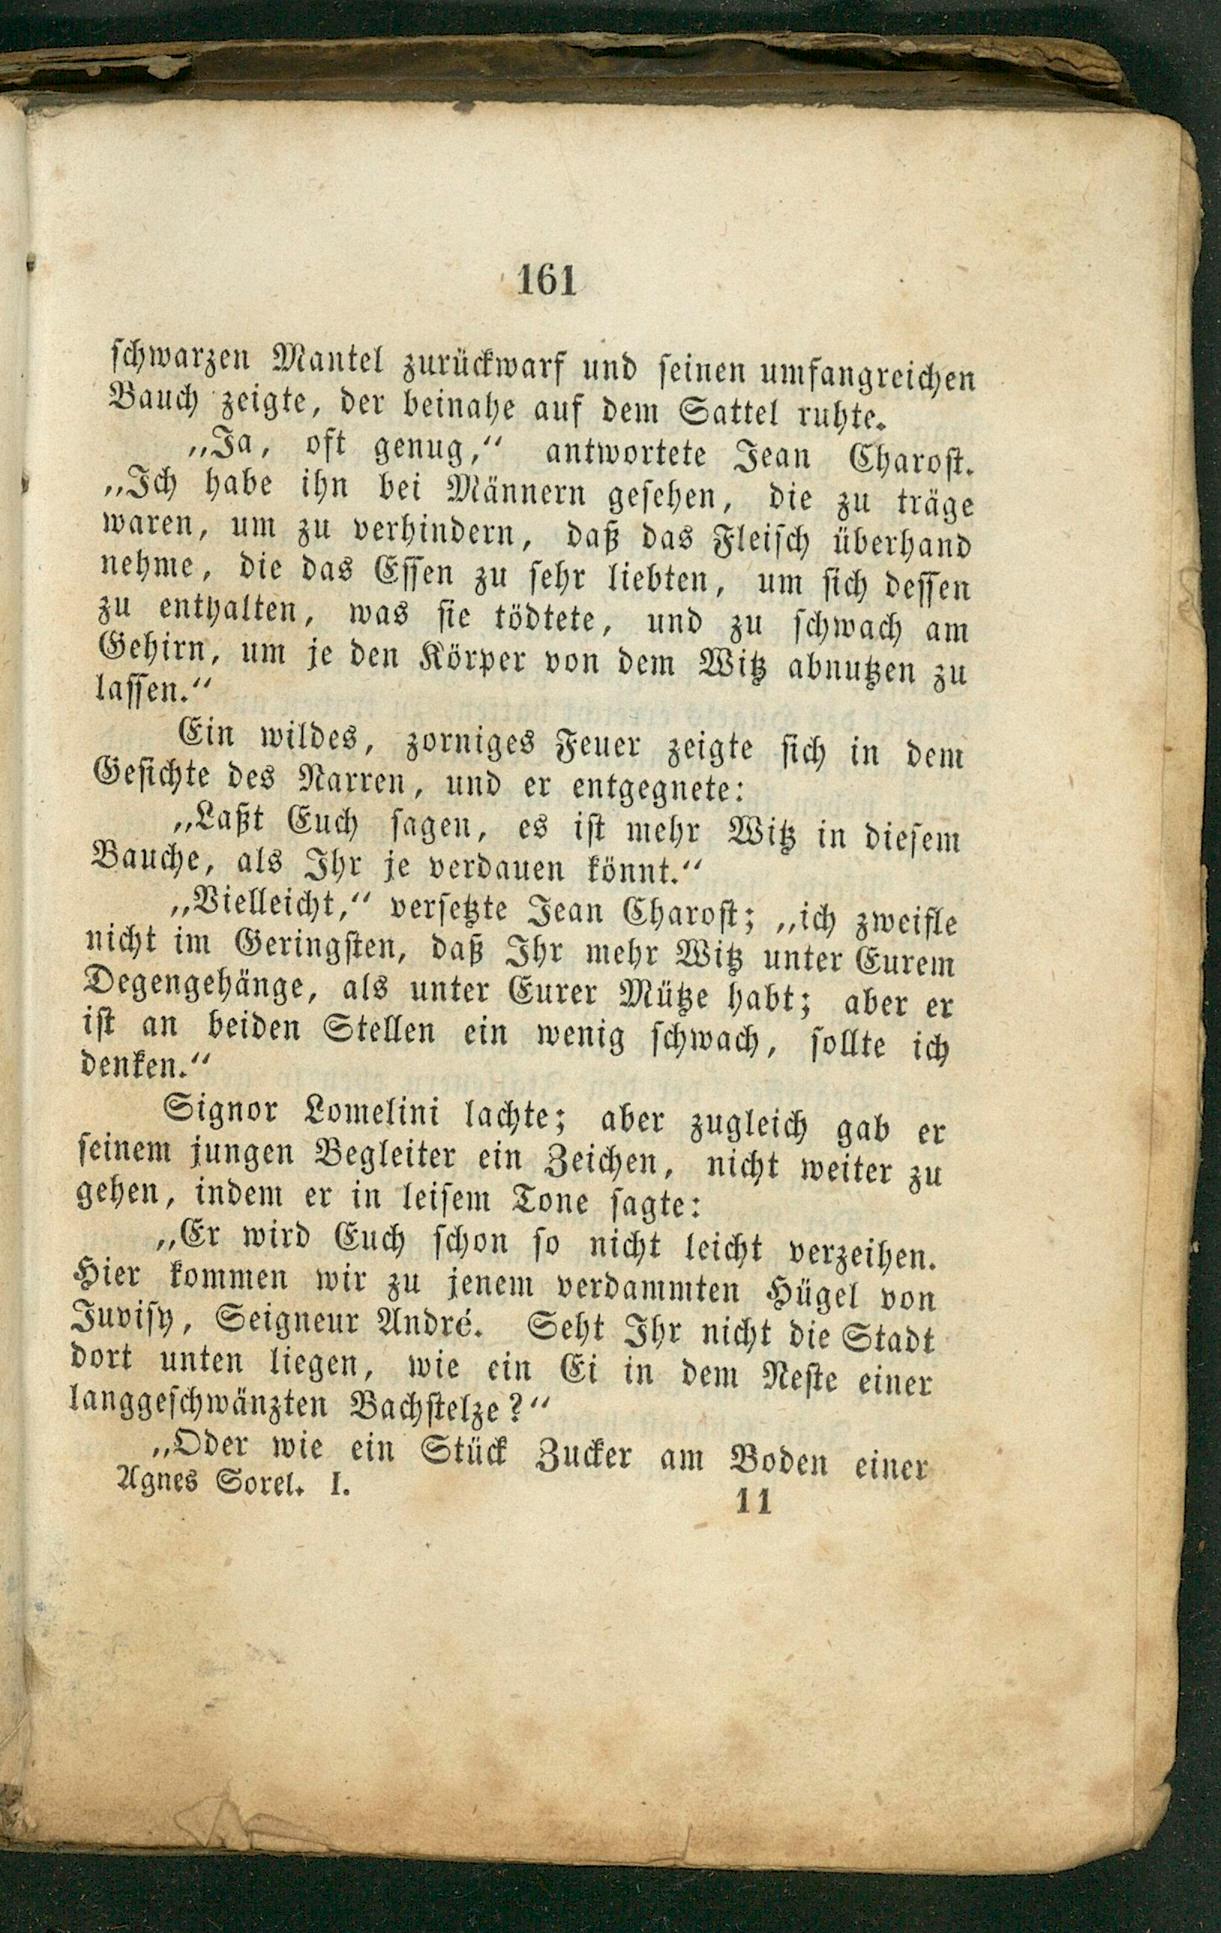 161
schwarzen Mantel zurückwarf und seinen umfangreichen
Bauch zeigte, der beinahe auf dem Sattel ruhte.
„Ja, oft genug,“ antwortete Jean Charost.
„Ich habe ihn bei Männern gesehen, die zu träge
waren, um zu verhindern, daß das Fleisch überhand
nehme, die das Essen zu sehr liebten, um sich dessen
zu enthalten, was sie tödtete, und zu schwach am
Gehirn, um je den Körper von dem Witz abnutzen zu
lassen.“
Ein wildes, zorniges Feuer zeigte sich in dem
Gesichte des Narren, und er entgegnete:
„Laßt Euch sagen, es ist mehr Witz in diesem
Bauche, als Ihr je verdauen könnt.“
„Vielleicht,“ versetzte Jean Charost; „ich zweifle
nicht im Geringsten, daß Ihr mehr Witz unter Eurem
Degengehänge, als unter Eurer Mütze habt; aber er
ist an beiden Stellen ein wenig schwach, sollte ich
denken.“
Signor Lomelini lachte; aber zugleich gab er
seinem jungen Begleiter ein Zeichen, nicht weiter zu
gehen, indem er in leisem Tone sagte:
„Er wird Euch schon so nicht leicht verzeihen.
Hier kommen wir zu jenem verdammten Hügel von
Juvisy, Seigneur André. Seht Ihr nicht die Stadt
dort unten liegen, wie ein Ei in dem Neste einer
langgeschwänzten Bachstelze?“
„Oder wie ein Stück Zucker am Boden einer
Agnes Sorel. I.
11